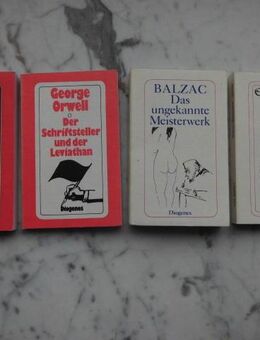 George
Orwell
Der
Schriftsteller
und der
Leviathan
Diogenes
BALZAC
Das
ungekannte
Meisterwerk
Diogenes